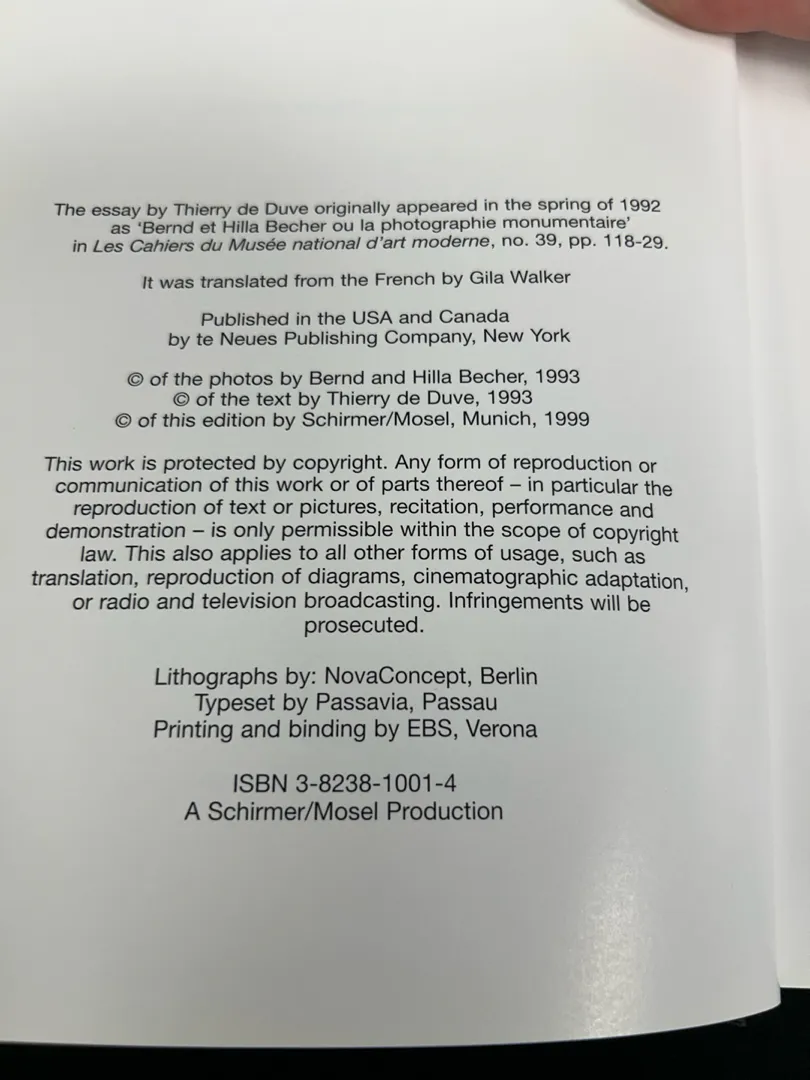 The essay by Thierry de Duve originally appeared in the spring of 1992
as ‘Bernd et Hilla Becher ou la photographie monumentaire’
in Les Cahiers du Musée national d’art moderne, no. 39, pp. 118-29.
It was translated from the French by Gila Walker
Published in the USA and Canada
by te Neues Publishing Company, New York
© of the photos by Bernd and Hilla Becher, 1993
© of the text by Thierry de Duve, 1993
© of this edition by Schirmer/Mosel, Munich, 1999
This work is protected by copyright. Any form of reproduction or
communication of this work or of parts thereof – in particular the
reproduction of text or pictures, recitation, performance and
demonstration – is only permissible within the scope of copyright
law. This also applies to all other forms of usage, such as
translation, reproduction of diagrams, cinematographic adaptation,
or radio and television broadcasting. Infringements will be
prosecuted.
Lithographs by: NovaConcept, Berlin
Typeset by Passavia, Passau
Printing and binding by EBS, Verona
ISBN 3-8238-1001-4
A Schirmer/Mosel Production